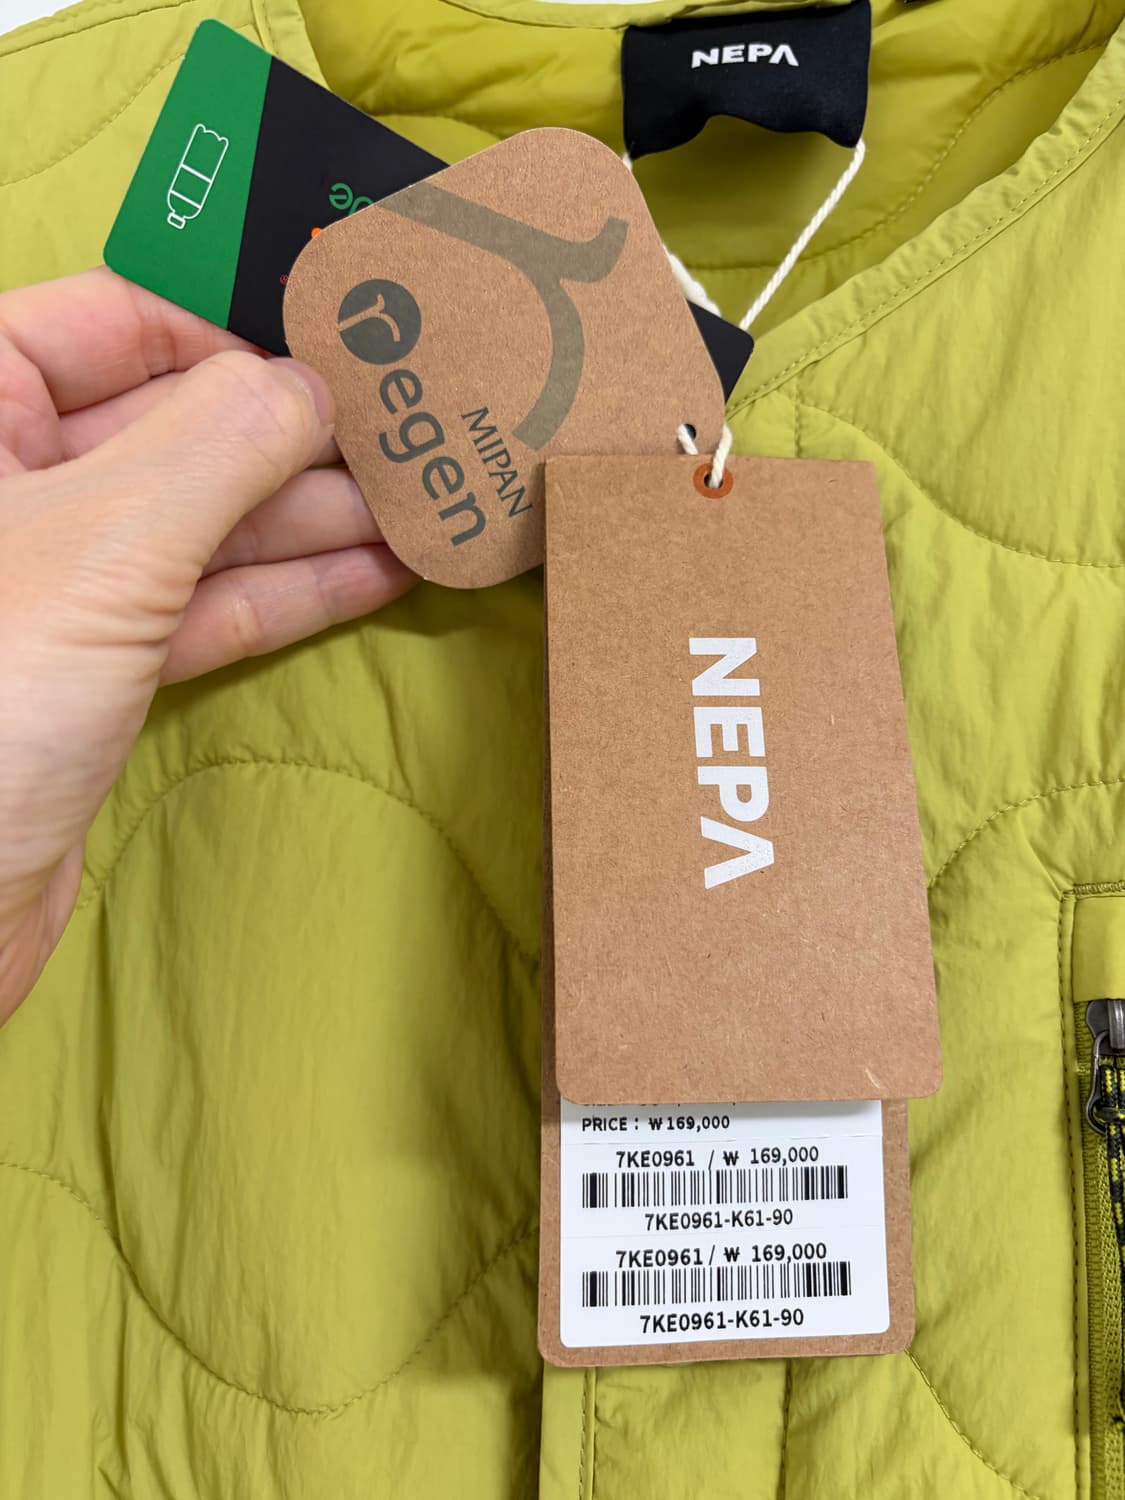 NEPA
regen
MIPAN
NEPA
PRICE : ₩169,000
7KE0961 / ₩ 169,000
7KE0961-K61-90
7KE0961/ ₩ 169,000
7KE0961-K61-90